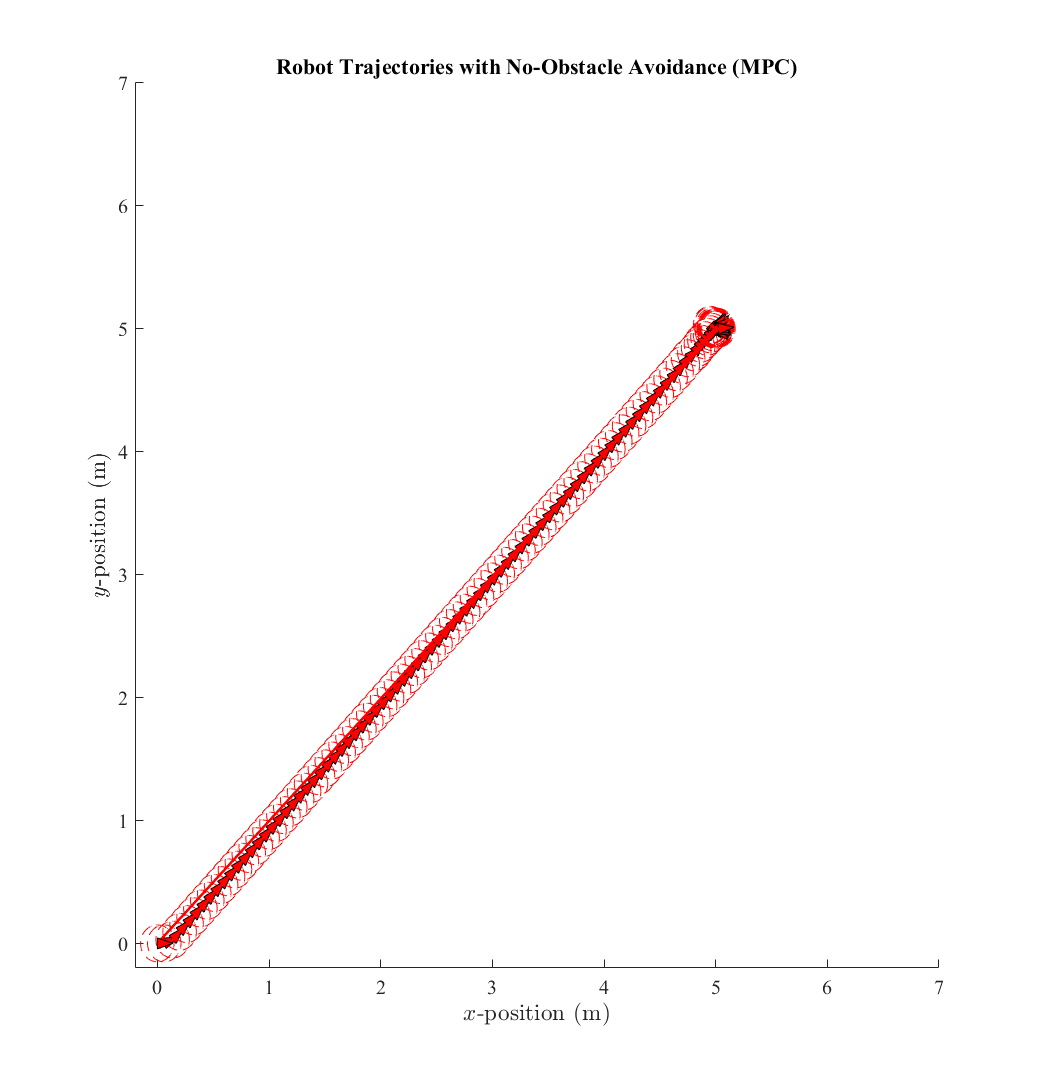 Robot Trajectories with No-Obstacle Avoidance (MPC)
7
6
5
4
3
2
1
0
y-position (m)
0 1 2 3 4 5 6 7
x-position (m)